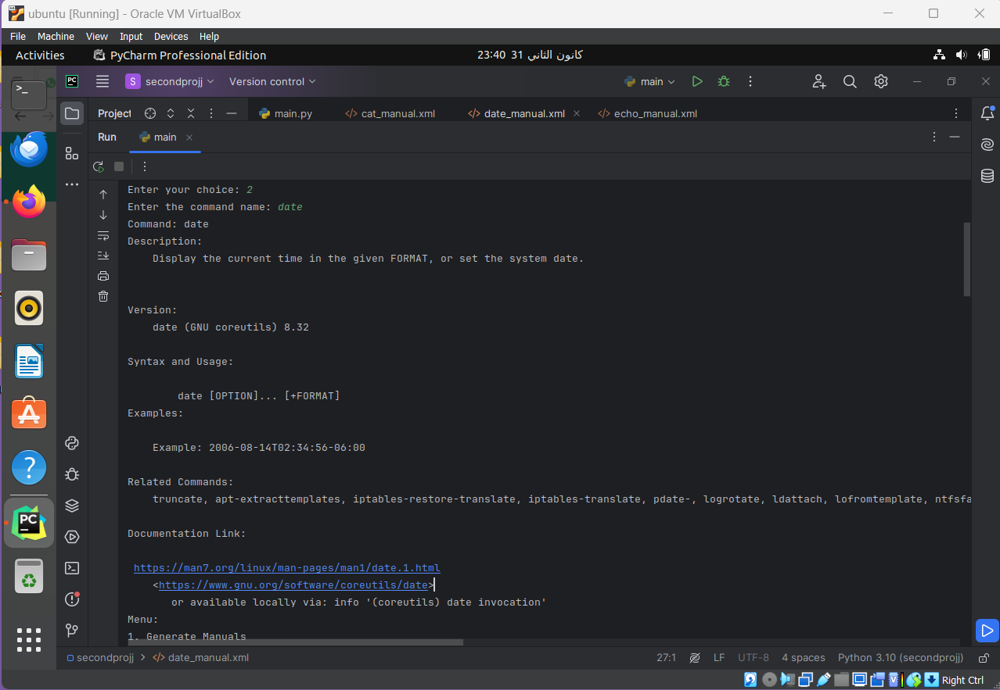 ubuntu [Running] - Oracle VM VirtualBox
File Machine View Input Devices Help
Activities PyCharm Professional Edition 23:40 31 كانون الثاني
PC S secondprojj Version control main
Project main.py </> cat_manual.xml </> date_manual.xml </> echo_manual.xml
Run main
Enter your choice: 2
Enter the command name: date
Command: date
Description:
Display the current time in the given FORMAT, or set the system date.
Version:
date (GNU coreutils) 8.32
Syntax and Usage:
date [OPTION]... [+FORMAT]
Examples:
Example: 2006-08-14T02:34:56-06:00
Related Commands:
truncate, apt-extracttemplates, iptables-restore-translate, iptables-translate, pdate-, logrotate, ldattach, lofromtemplate, ntfsfa
Documentation Link:
https://man7.org/linux/man-pages/man1/date.1.html
<https://www.gnu.org/software/coreutils/date>
or available locally via: info '(coreutils) date invocation'
Menu:
1. Generate Manuals
PC
secondprojj > </> date_manual.xml 27:1 LF UTF-8 4 spaces Python 3.10 (secondprojj)
Right Ctrl